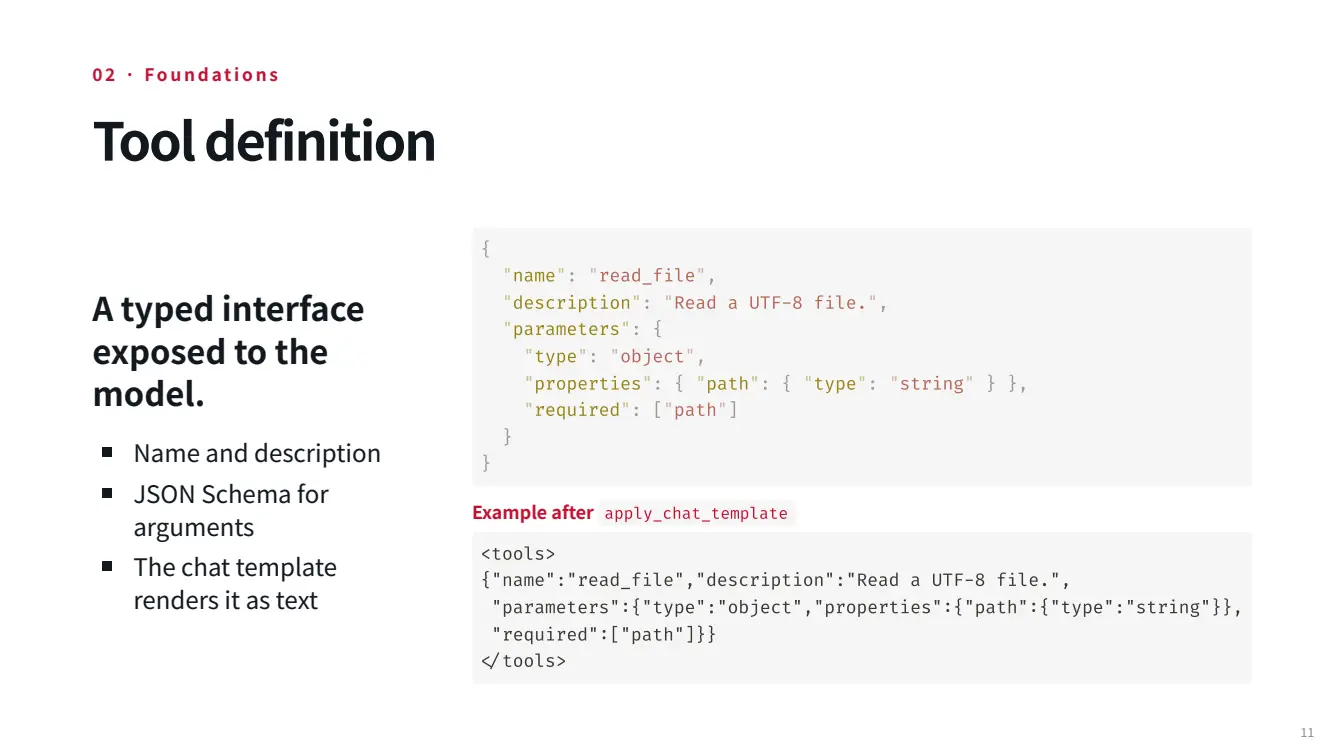 02 · Foundations
Tool definition
A typed interface
exposed to the
model.
■ Name and description
■ JSON Schema for
arguments
■ The chat template
renders it as text
{
  "name": "read_file",
  "description": "Read a UTF-8 file.",
  "parameters": {
    "type": "object",
    "properties": { "path": { "type": "string" } },
    "required": ["path"]
  }
}
Example after apply_chat_template
<tools>
{"name":"read_file","description":"Read a UTF-8 file.",
 "parameters":{"type":"object","properties":{"path":{"type":"string"}},
 "required":["path"]}}
</tools>
11